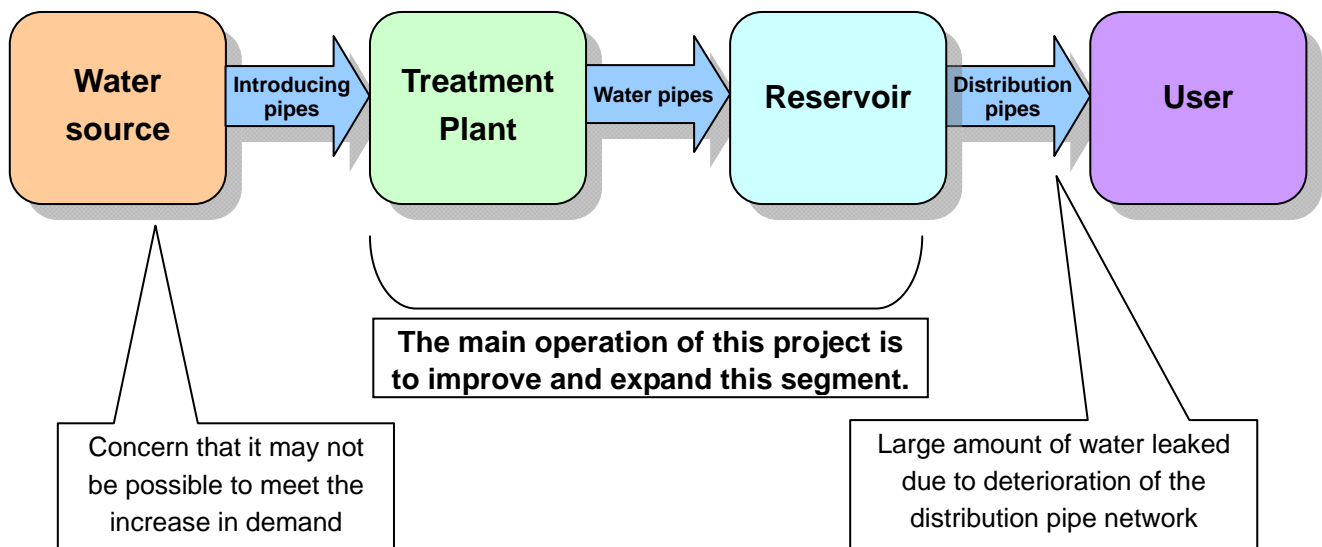 Water
source
Introducing
pipes
Treatment
Plant
Water pipes
Reservoir
Distribution
pipes
User
The main operation of this project is
to improve and expand this segment.
Concern that it may not
be possible to meet the
increase in demand
Large amount of water leaked
due to deterioration of the
distribution pipe network